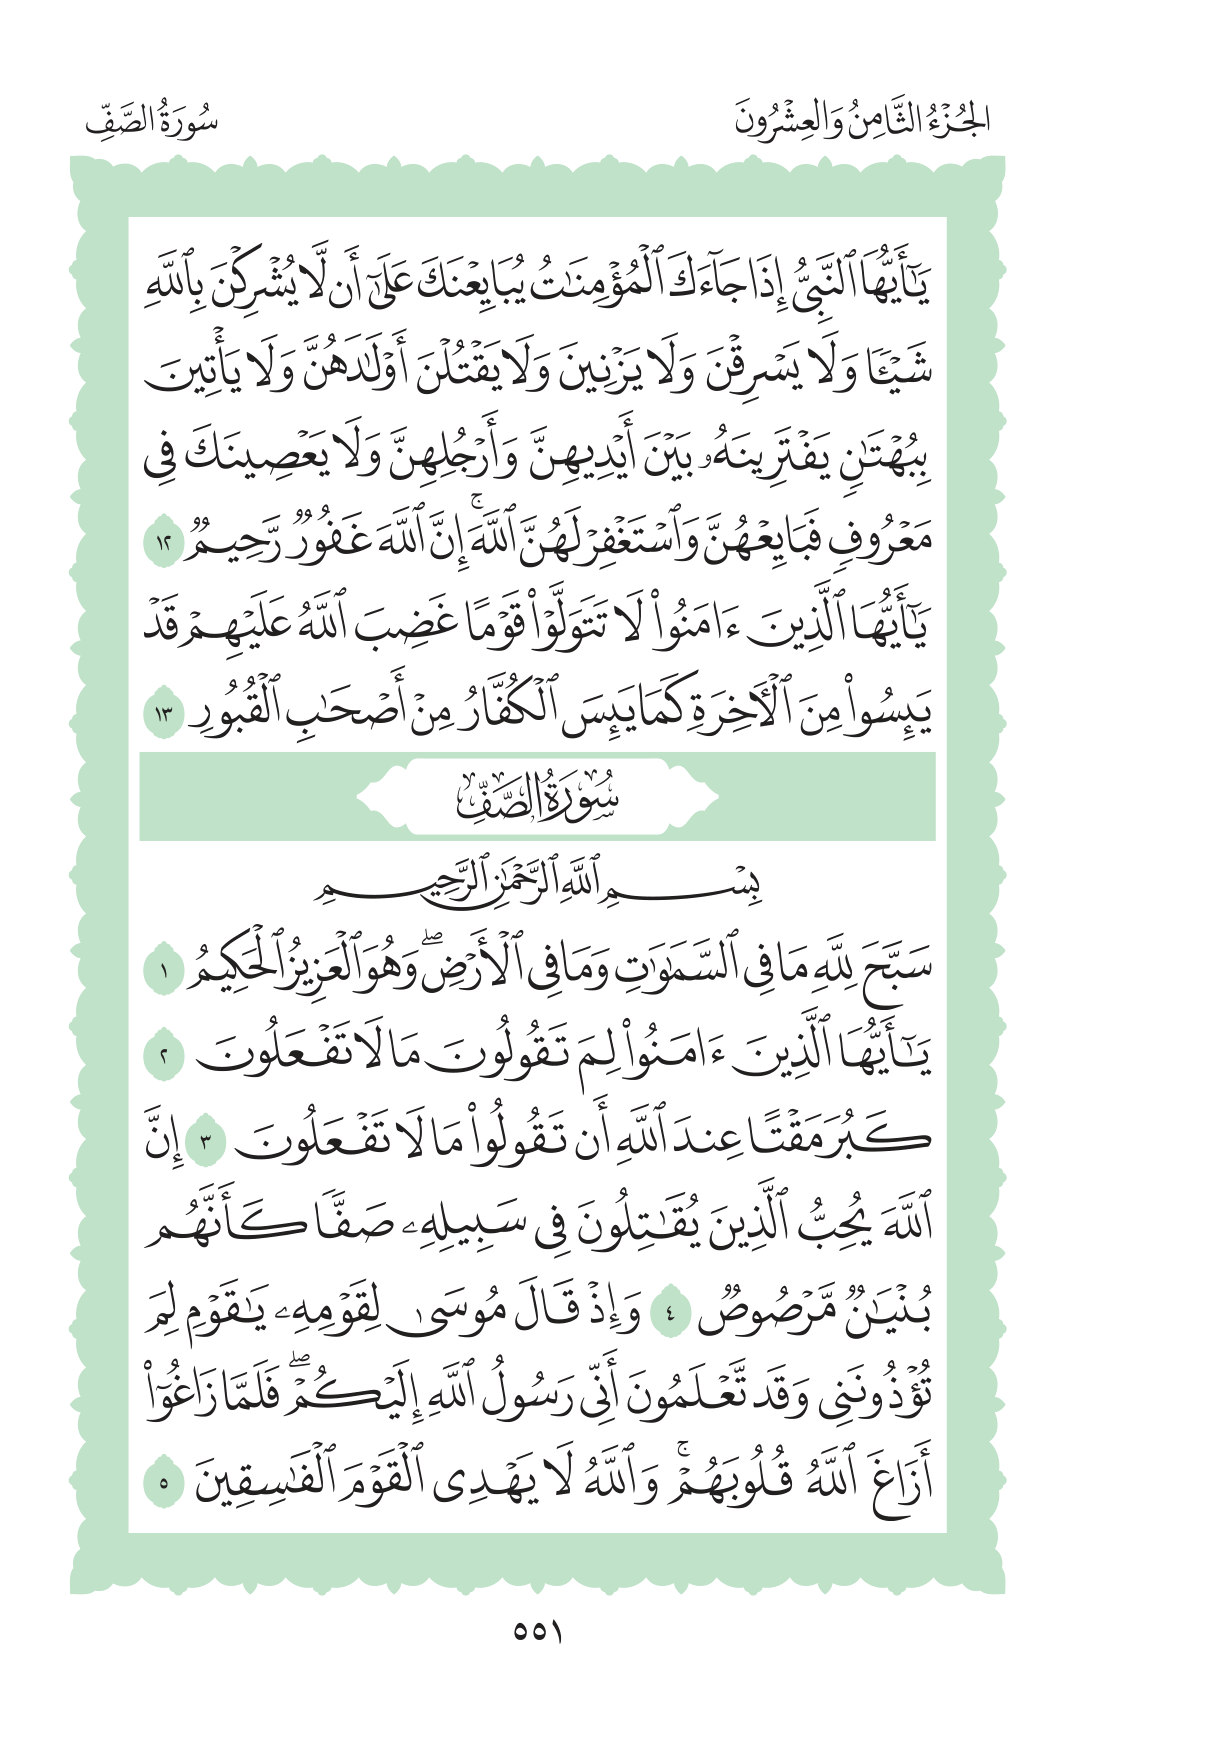 الجُزْءُ الثَّامِنُ وَالعِشْرُونَ
سُورَةُ الصَّفِّ
يَٰٓأَيُّهَا ٱلنَّبِيُّ إِذَا جَآءَكَ ٱلْمُؤْمِنَٰتُ يُبَايِعْنَكَ عَلَىٰٓ أَن لَّا يُشْرِكْنَ بِٱللَّهِ
شَيْـًٔا وَلَا يَسْرِقْنَ وَلَا يَزْنِينَ وَلَا يَقْتُلْنَ أَوْلَٰدَهُنَّ وَلَا يَأْتِينَ
بِبُهْتَٰنٍ يَفْتَرِينَهُۥ بَيْنَ أَيْدِيهِنَّ وَأَرْجُلِهِنَّ وَلَا يَعْصِينَكَ فِى
مَعْرُوفٍ فَبَايِعْهُنَّ وَٱسْتَغْفِرْ لَهُنَّ ٱللَّهَ ۚ إِنَّ ٱللَّهَ غَفُورٌ رَّحِيمٌ ١٢
يَٰٓأَيُّهَا ٱلَّذِينَ ءَامَنُوا۟ لَا تَتَوَلَّوْا۟ قَوْمًا غَضِبَ ٱللَّهُ عَلَيْهِمْ قَدْ
يَئِسُوا۟ مِنَ ٱلْـَٔاخِرَةِ كَمَا يَئِسَ ٱلْكُفَّارُ مِنْ أَصْحَٰبِ ٱلْقُبُورِ ١٣
سُورَةُ الصَّفِّ
بِسْمِ ٱللَّهِ ٱلرَّحْمَٰنِ ٱلرَّحِيمِ
سَبَّحَ لِلَّهِ مَا فِى ٱلسَّمَٰوَٰتِ وَمَا فِى ٱلْأَرْضِ ۖ وَهُوَ ٱلْعَزِيزُ ٱلْحَكِيمُ ١
يَٰٓأَيُّهَا ٱلَّذِينَ ءَامَنُوا۟ لِمَ تَقُولُونَ مَا لَا تَفْعَلُونَ ٢
كَبُرَ مَقْتًا عِندَ ٱللَّهِ أَن تَقُولُوا۟ مَا لَا تَفْعَلُونَ ٣ إِنَّ
ٱللَّهَ يُحِبُّ ٱلَّذِينَ يُقَٰتِلُونَ فِى سَبِيلِهِۦ صَفًّا كَأَنَّهُم
بُنْيَٰنٌ مَّرْصُوصٌ ٤ وَإِذْ قَالَ مُوسَىٰ لِقَوْمِهِۦ يَٰقَوْمِ لِمَ
تُؤْذُونَنِى وَقَد تَّعْلَمُونَ أَنِّى رَسُولُ ٱللَّهِ إِلَيْكُمْ ۖ فَلَمَّا زَاغُوٓا۟
أَزَاغَ ٱللَّهُ قُلُوبَهُمْ ۚ وَٱللَّهُ لَا يَهْدِى ٱلْقَوْمَ ٱلْفَٰسِقِينَ ٥
٥٥١